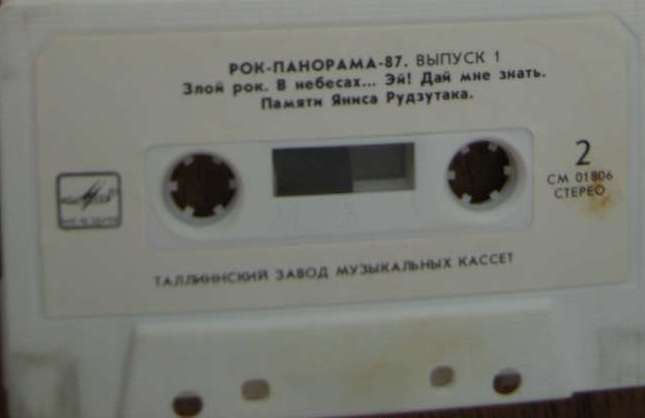 РОК-ПАНОРАМА-87. ВЫПУСК 1
Злой рок. В небесах... Эй! Дай мне знать.
Памяти Яниса Рудзутака.
2
СМ 01806
СТЕРЕО
ТАЛЛИННСКИЙ ЗАВОД МУЗЫКАЛЬНЫХ КАССЕТ